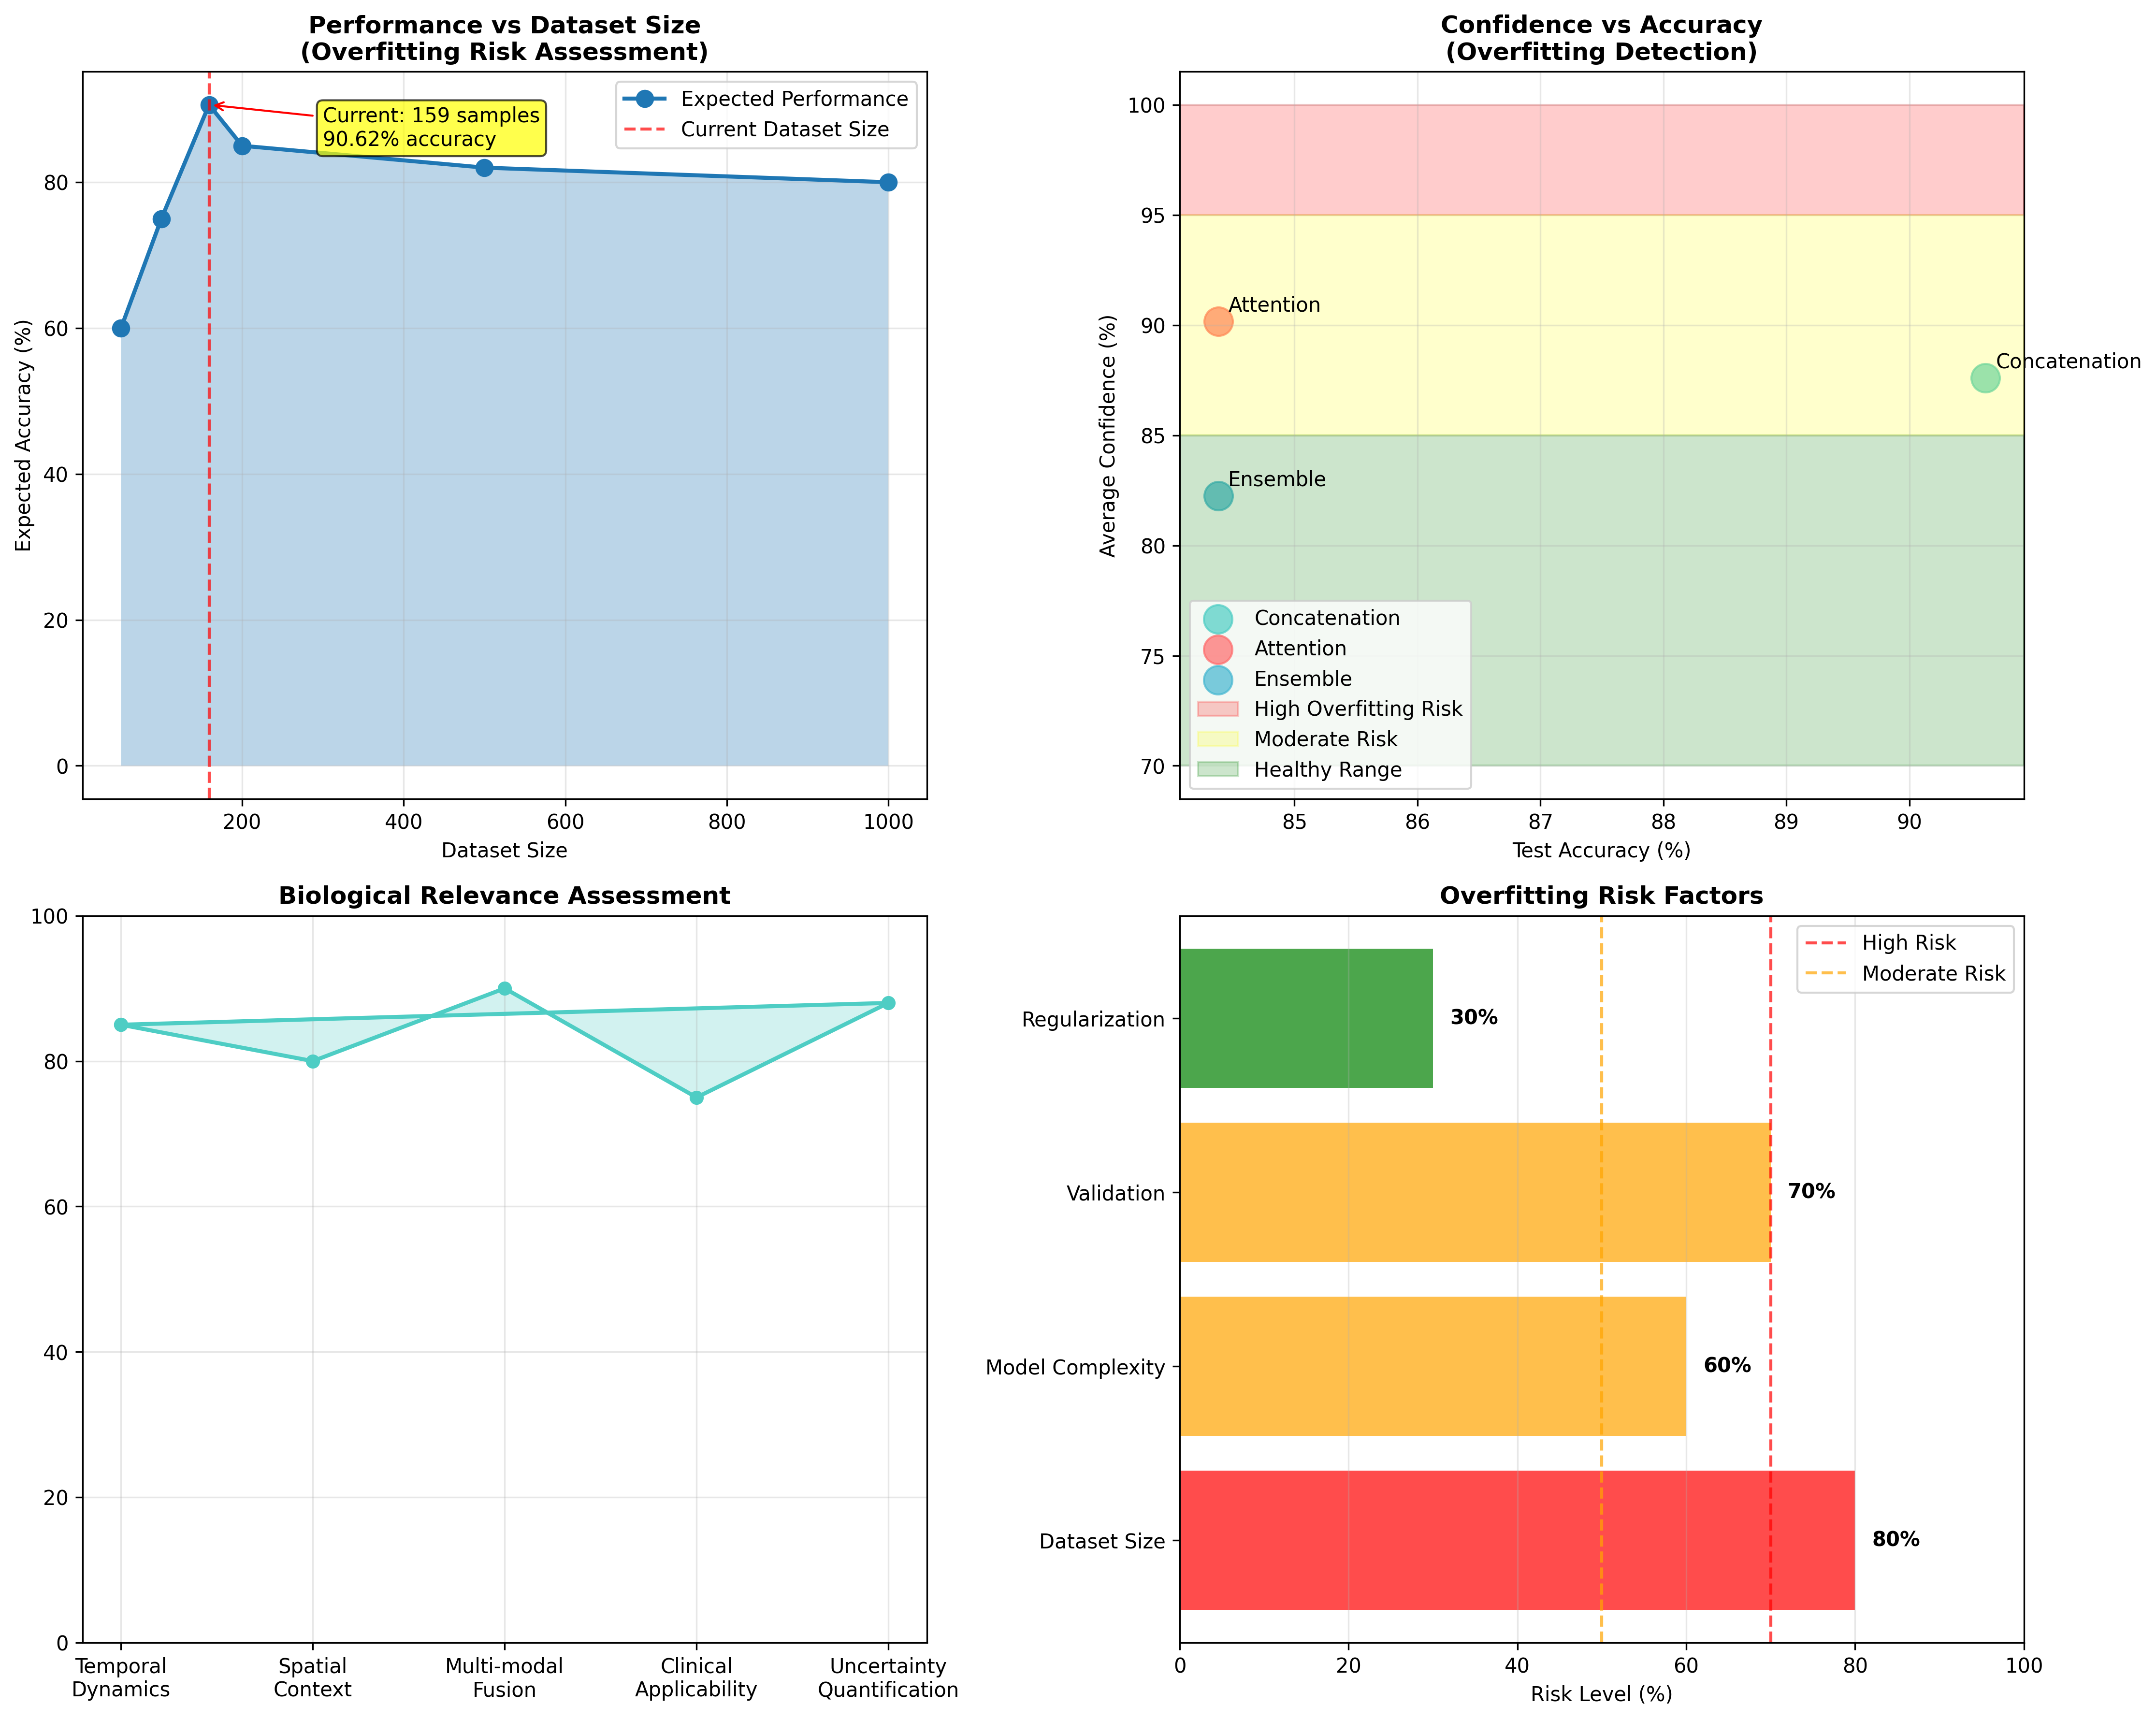 Performance vs Dataset Size
(Overfitting Risk Assessment)
Expected Accuracy (%)
80
60
40
20
0
Current: 159 samples
90.62% accuracy
Expected Performance
Current Dataset Size
200
400
600
800
1000
Dataset Size
Confidence vs Accuracy
(Overfitting Detection)
Average Confidence (%)
100
95
90
85
80
75
70
Attention
Concatenation
Ensemble
Concatenation
Attention
Ensemble
High Overfitting Risk
Moderate Risk
Healthy Range
85
86
87
88
89
90
Test Accuracy (%)
Biological Relevance Assessment
100
80
60
40
20
0
Temporal
Dynamics
Spatial
Context
Multi-modal
Fusion
Clinical
Applicability
Uncertainty
Quantification
Overfitting Risk Factors
High Risk
Moderate Risk
Regularization
30%
Validation
70%
Model Complexity
60%
Dataset Size
80%
0
20
40
60
80
100
Risk Level (%)